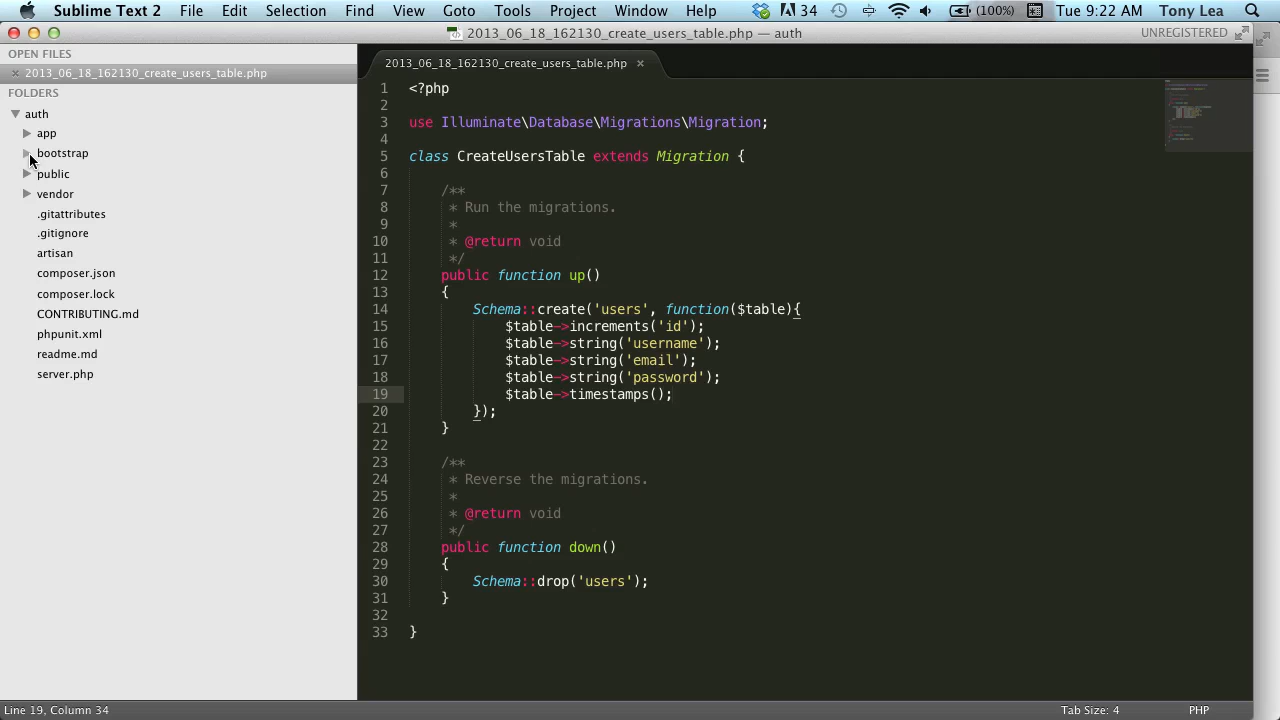 Sublime Text 2 File Edit Selection Find View Goto Tools Project Window Help 34 (100%) Tue 9:22 AM Tony Lea
2013_06_18_162130_create_users_table.php — auth
UNREGISTERED
OPEN FILES
2013_06_18_162130_create_users_table.php
FOLDERS
auth
app
bootstrap
public
vendor
.gitattributes
.gitignore
artisan
composer.json
composer.lock
CONTRIBUTING.md
phpunit.xml
readme.md
server.php
2013_06_18_162130_create_users_table.php
1 <?php
2
3 use Illuminate\Database\Migrations\Migration;
4
5 class CreateUsersTable extends Migration {
6
7 /**
8 * Run the migrations.
9 *
10 * @return void
11 */
12 public function up()
13 {
14 Schema::create('users', function($table){
15 $table->increments('id');
16 $table->string('username');
17 $table->string('email');
18 $table->string('password');
19 $table->timestamps();
20 });
21 }
22
23 /**
24 * Reverse the migrations.
25 *
26 * @return void
27 */
28 public function down()
29 {
30 Schema::drop('users');
31 }
32
33 }
Line 19, Column 34
Tab Size: 4
PHP